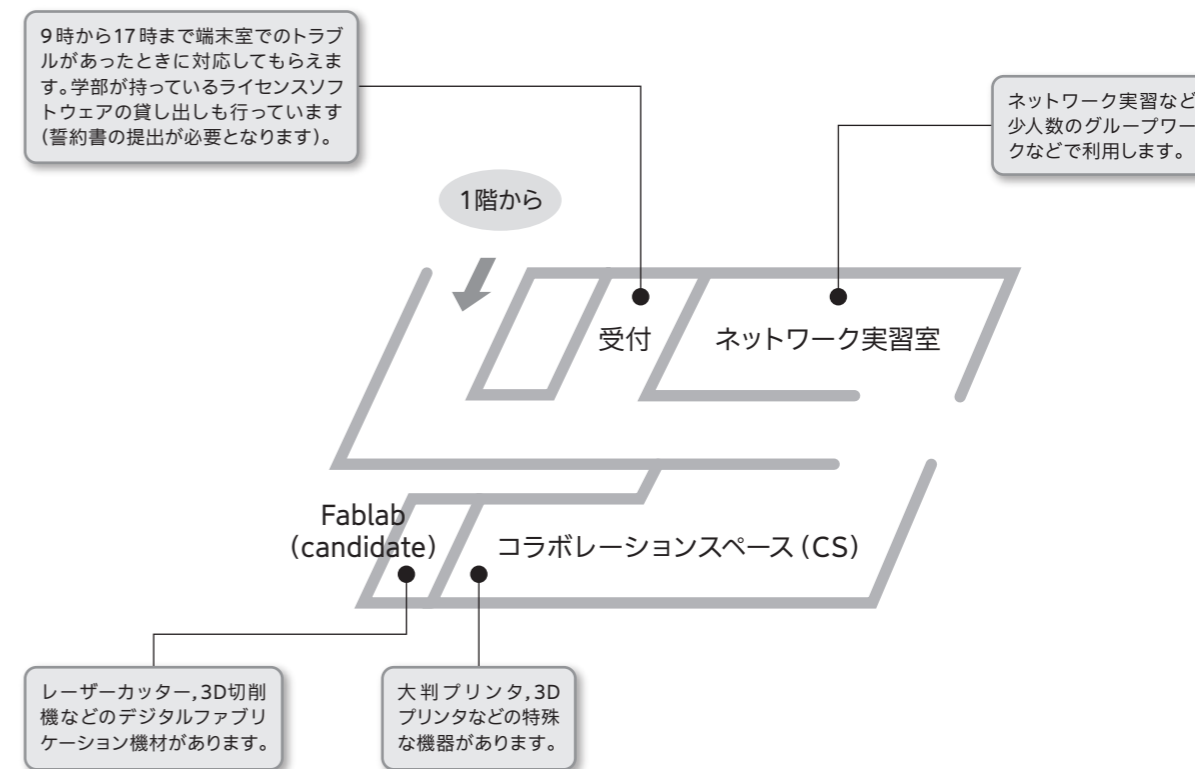 9時から17時まで端末室でのトラブ
ルがあったときに対応してもらえま
す。学部が持っているライセンスソフ
トウェアの貸し出しも行っています
(誓約書の提出が必要となります)。
ネットワーク実習など
少人数のグループワー
クなどで利用します。
1階から
受付
ネットワーク実習室
Fablab
(candidate)
コラボレーションスペース(CS)
レーザーカッター,3D切削
機などのデジタルファブリ
ケーション機材があります。
大判プリンタ,3D
プリンタなどの特殊
な機器があります。